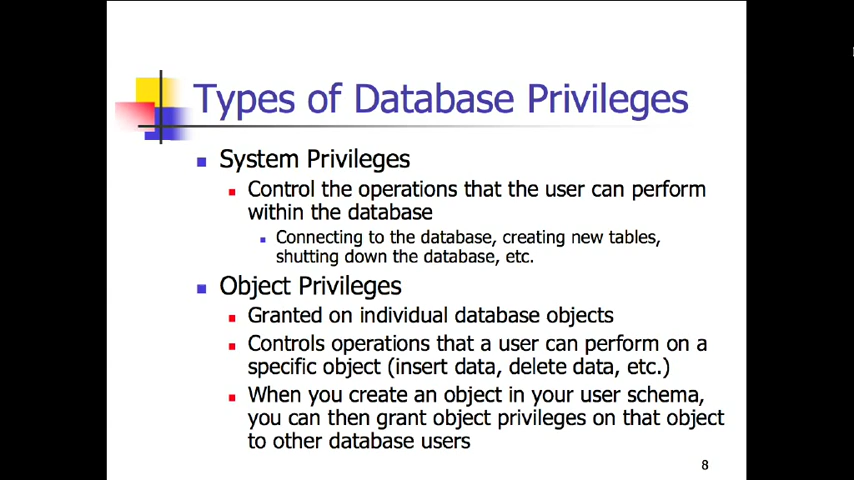 Types of Database Privileges
System Privileges
Control the operations that the user can perform
within the database
Connecting to the database, creating new tables,
shutting down the database, etc.
Object Privileges
Granted on individual database objects
Controls operations that a user can perform on a
specific object (insert data, delete data, etc.)
When you create an object in your user schema,
you can then grant object privileges on that object
to other database users
8